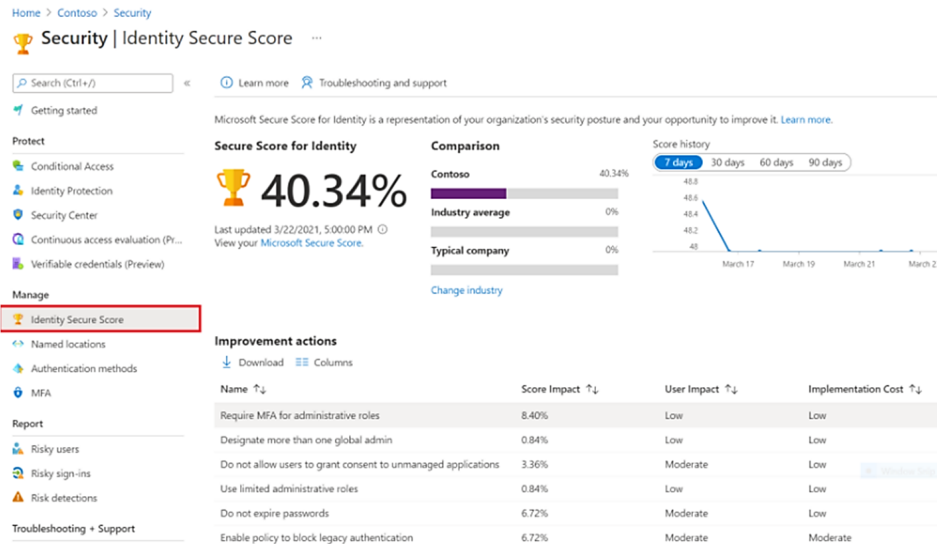 Home > Contoso > Security
Security | Identity Secure Score ...
Search (Ctrl+/) «
Getting started
Protect
Conditional Access
Identity Protection
Security Center
Continuous access evaluation (Pr...
Verifiable credentials (Preview)
Manage
Identity Secure Score
Named locations
Authentication methods
MFA
Report
Risky users
Risky sign-ins
Risk detections
Troubleshooting + Support
Learn more Troubleshooting and support
Microsoft Secure Score for Identity is a representation of your organization's security posture and your opportunity to improve it. Learn more.
Secure Score for Identity
40.34%
Last updated 3/22/2021, 5:00:00 PM
View your Microsoft Secure Score.
Comparison
Contoso 40.34%
Industry average 0%
Typical company 0%
Change industry
Score history
7 days 30 days 60 days 90 days
48.8
48.6
48.4
48.2
48
March 17 March 19 March 21 March 2
Improvement actions
Download Columns
Name ↑↓ Score Impact ↑↓ User Impact ↑↓ Implementation Cost ↑↓
Require MFA for administrative roles 8.40% Low Low
Designate more than one global admin 0.84% Low Low
Do not allow users to grant consent to unmanaged applications 3.36% Moderate Low
Use limited administrative roles 0.84% Low Low
Do not expire passwords 6.72% Moderate Low
Enable policy to block legacy authentication 6.72% Moderate Moderate